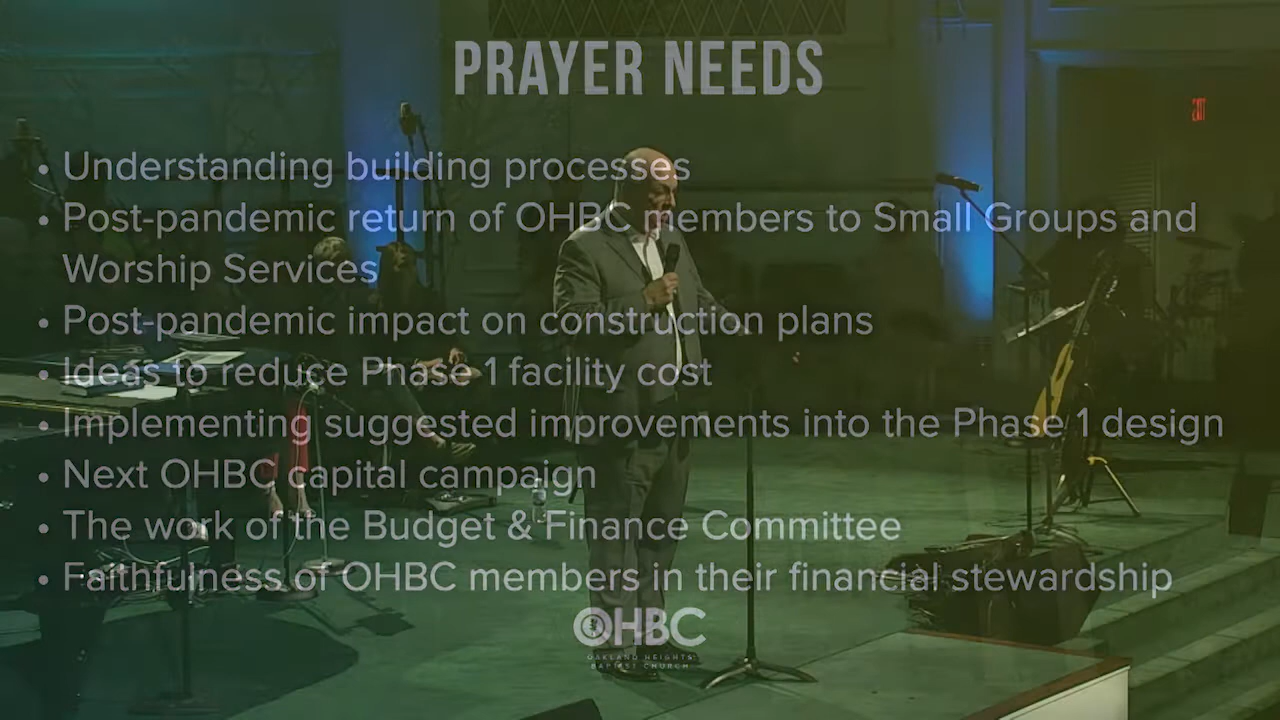 PRAYER NEEDS
EXIT
• Understanding building processes
• Post-pandemic return of OHBC members to Small Groups and
Worship Services
• Post-pandemic impact on construction plans
• Ideas to reduce Phase 1 facility cost
• Implementing suggested improvements into the Phase 1 design
• Next OHBC capital campaign
• The work of the Budget & Finance Committee
• Faithfulness of OHBC members in their financial stewardship
OHBC
OAKLAND HEIGHTS
BAPTIST CHURCH